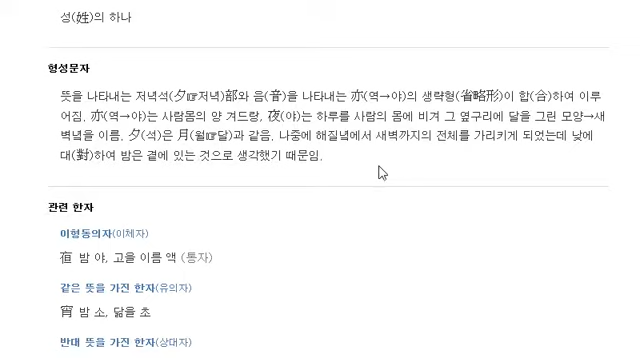 성(姓)의 하나
형성문자
뜻을 나타내는 저녁석(夕☞저녁)部와 음(音)을 나타내는 亦(역→야)의 생략형(省略形)이 합(合)하여 이루
어짐. 亦(역→야)는 사람몸의 양 겨드랑, 夜(야)는 하루를 사람의 몸에 비겨 그 옆구리에 달을 그린 모양→새
벽녘을 이름. 夕(석)은 月(월☞달)과 같음. 나중에 해질녘에서 새벽까지의 전체를 가리키게 되었는데 낮에
대(對)하여 밤은 곁에 있는 것으로 생각했기 때문임.
관련 한자
이형동의자(이체자)
밤 야, 고을 이름 액 (통자)
같은 뜻을 가진 한자(유의자)
宵 밤 소, 닮을 초
반대 뜻을 가진 한자(상대자)